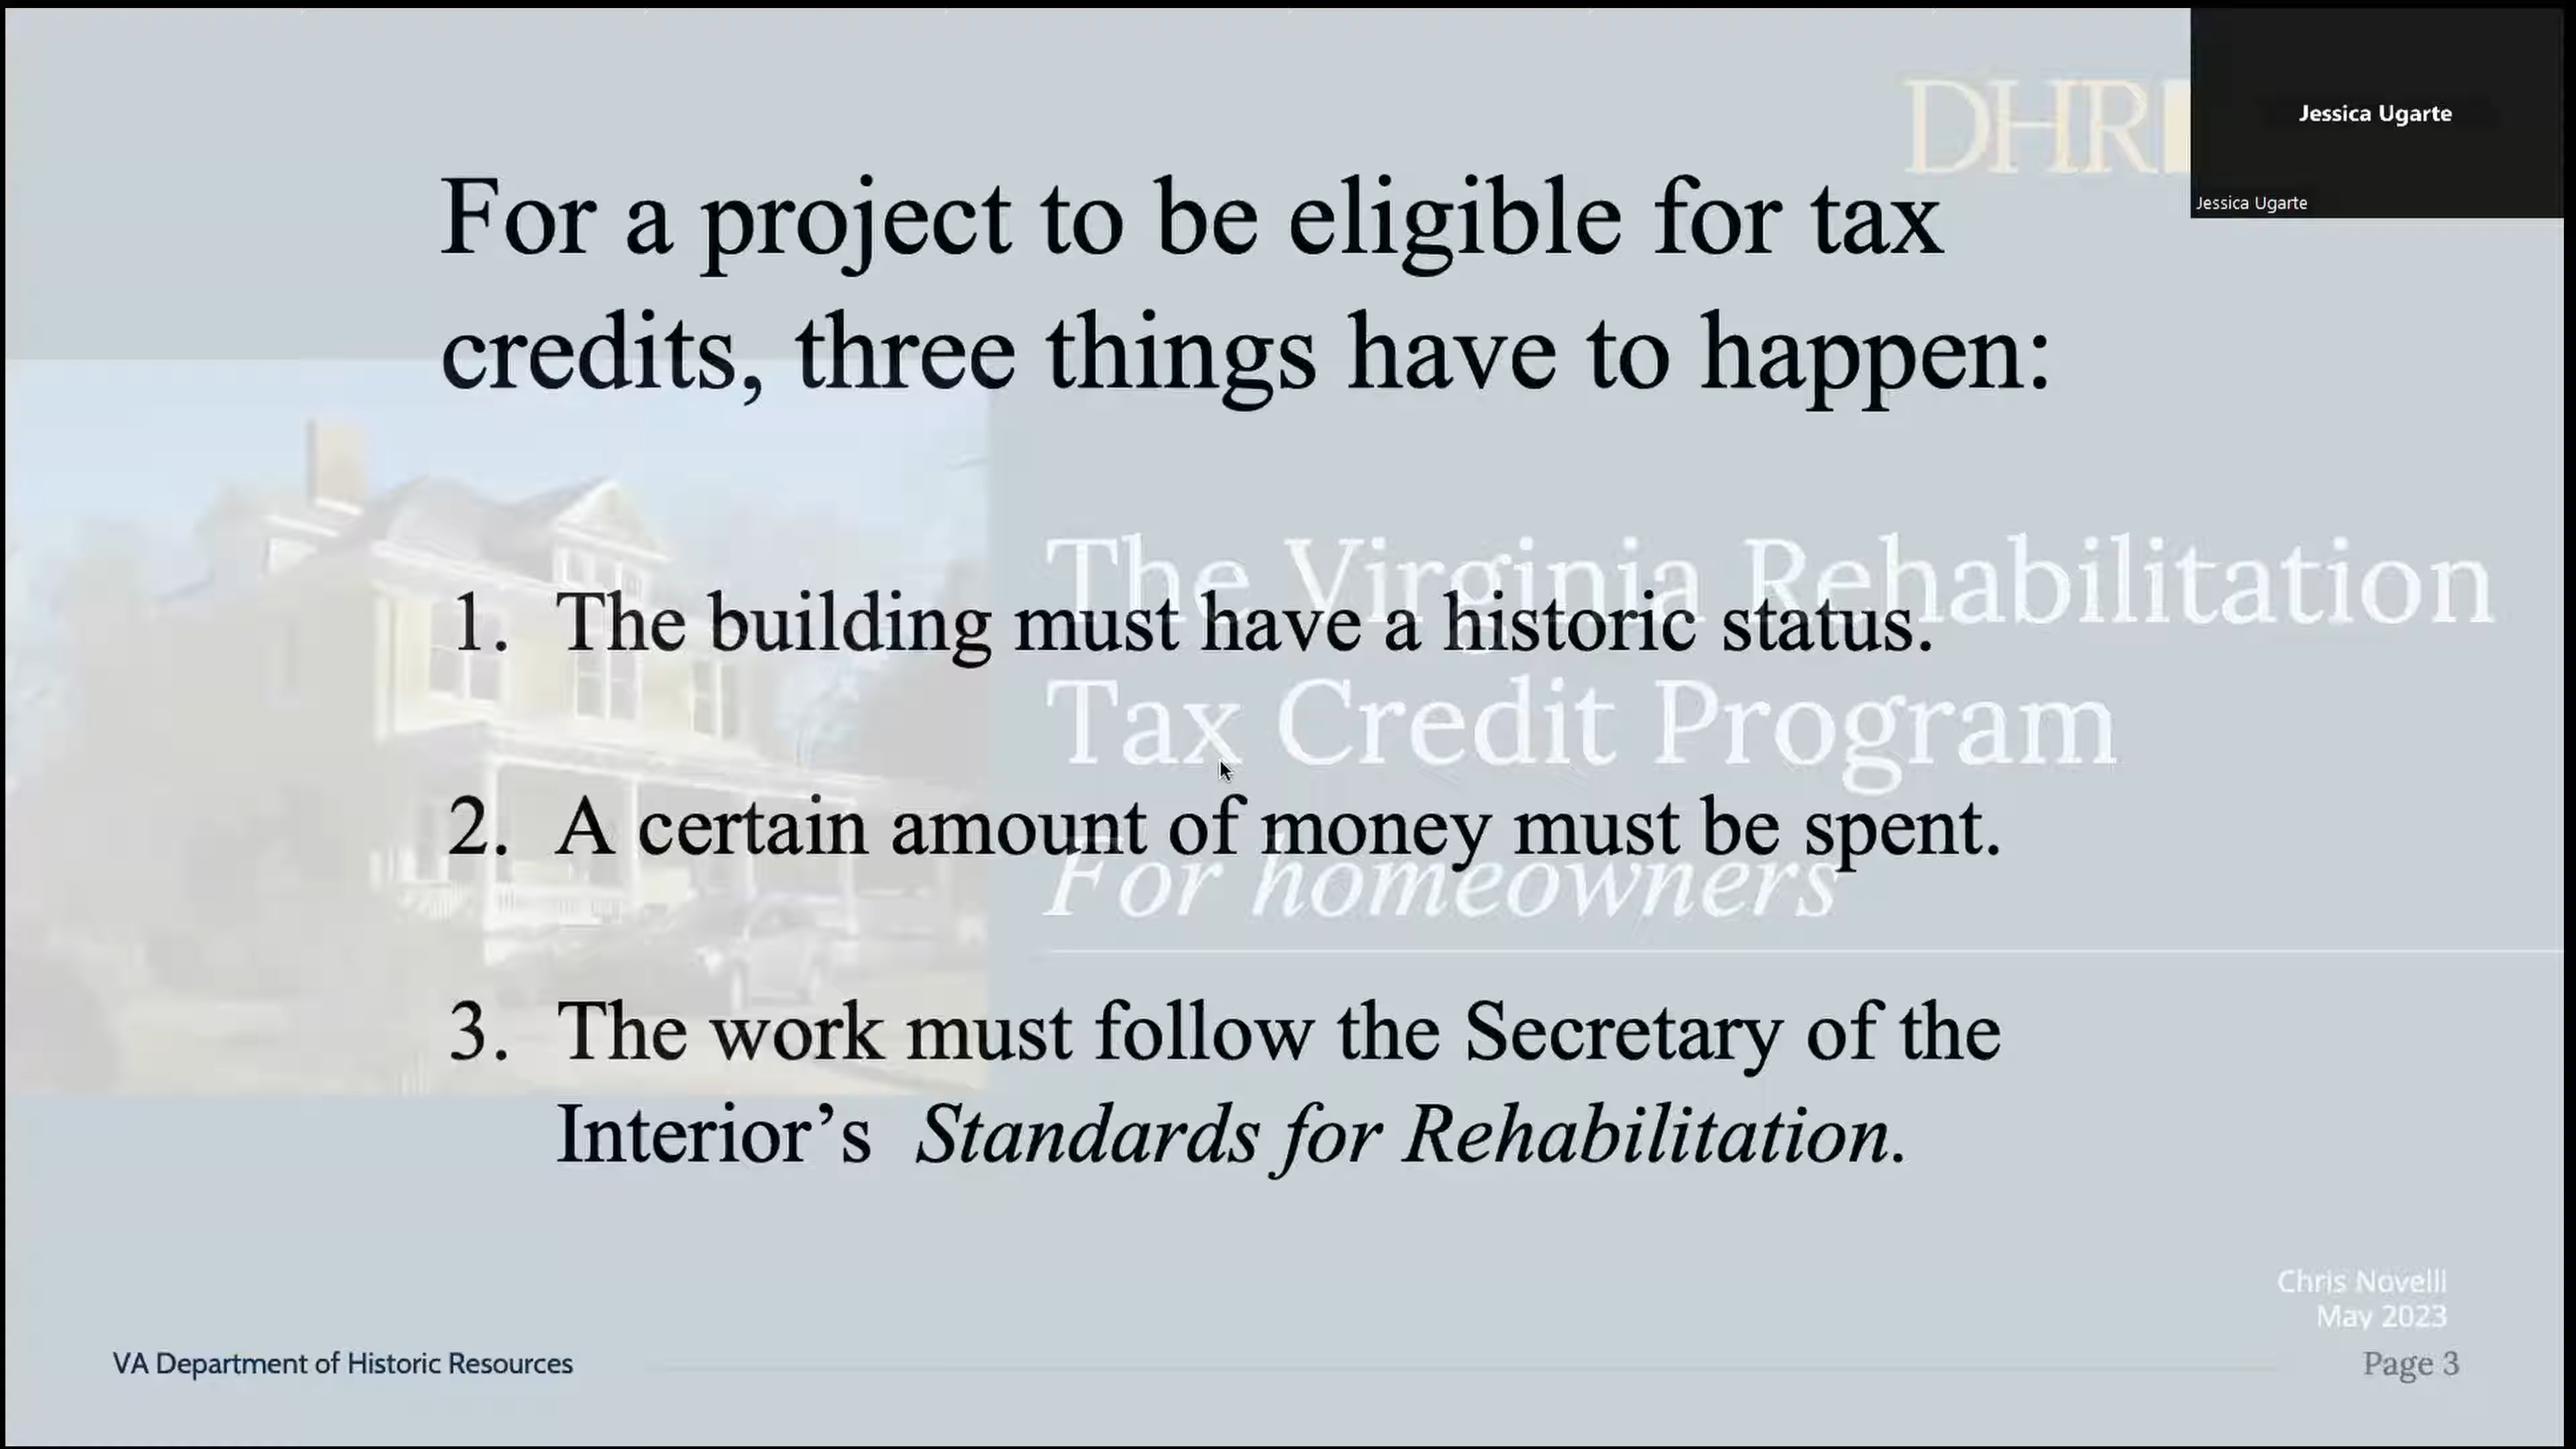 DHR
Jessica Ugarte
Jessica Ugarte
For a project to be eligible for tax
credits, three things have to happen:
The Virginia Rehabilitation
1. The building must have a historic status.
Tax Credit Program
2. A certain amount of money must be spent.
For homeowners
3. The work must follow the Secretary of the
Interior’s Standards for Rehabilitation.
Chris Novelli
May 2023
VA Department of Historic Resources
Page 3